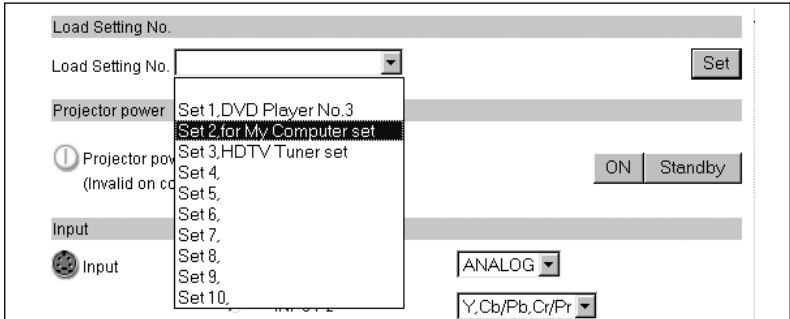 Load Setting No.
Load Setting No. Set
Set 1,DVD Player No.3
Projector power
Set 2,for My Computer set
Set 3,HDTV Tuner set
Projector ON Standby
Set 4,
(Invalid on
Set 5,
Set 6,
Input
Set 7,
Set 8,
Input ANALOG
Set 9,
Set 10,
Y,Cb/Pb,Cr/Pr